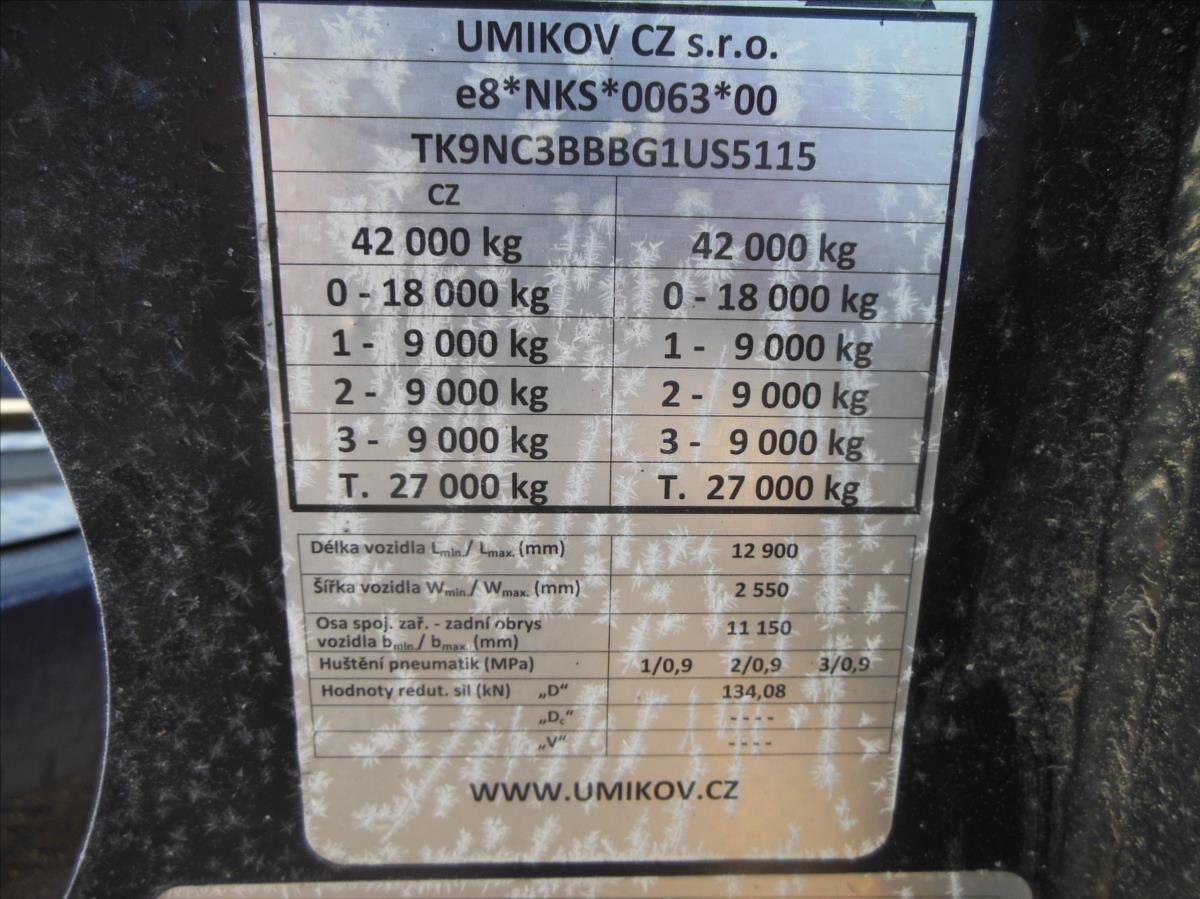 UMIKOV CZ s.r.o.
e8*NKS*0063*00
TK9NC3BBBG1US5115
CZ
42 000 kg 42 000 kg
0 - 18 000 kg 0 - 18 000 kg
1 - 9 000 kg 1 - 9 000 kg
2 - 9 000 kg 2 - 9 000 kg
3 - 9 000 kg 3 - 9 000 kg
T. 27 000 kg T. 27 000 kg
Délka vozidla Lmin./ Lmax. (mm) 12 900
Šířka vozidla Wmin./ Wmax. (mm) 2 550
Osa spoj. zař. - zadní obrys
vozidla bmin./ bmax. (mm) 11 150
Huštění pneumatik (MPa) 1/0,9 2/0,9 3/0,9
Hodnoty redut. sil (kN) „D“ 134,08
„Dc“ - - - -
„V“ - - - -
WWW.UMIKOV.CZ